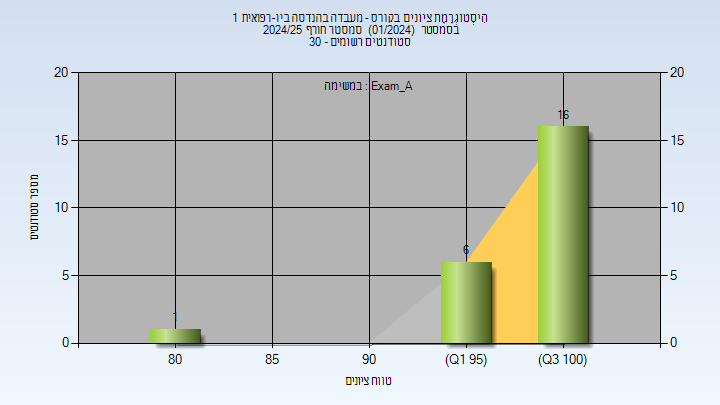 היסטוגרמת ציונים בקורס - מעבדה בהנדסה ביו-רפואית 1
בסמסטר (01/2024) סמסטר חורף 2024/25
סטודנטים רשומים - 30
במשימה : Exam_A
20
15
10
5
0
20
15
10
5
0
מספר סטודנטים
1
6
16
80
85
90
(Q1 95)
(Q3 100)
טווח ציונים